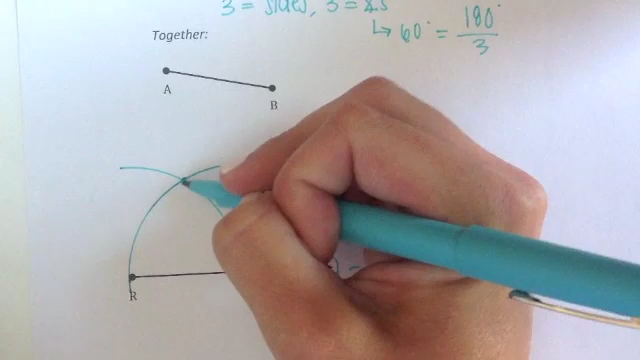 3 = sides, 3 = ∡s
↳ 60° = 180° / 3
Together:
A
B
R